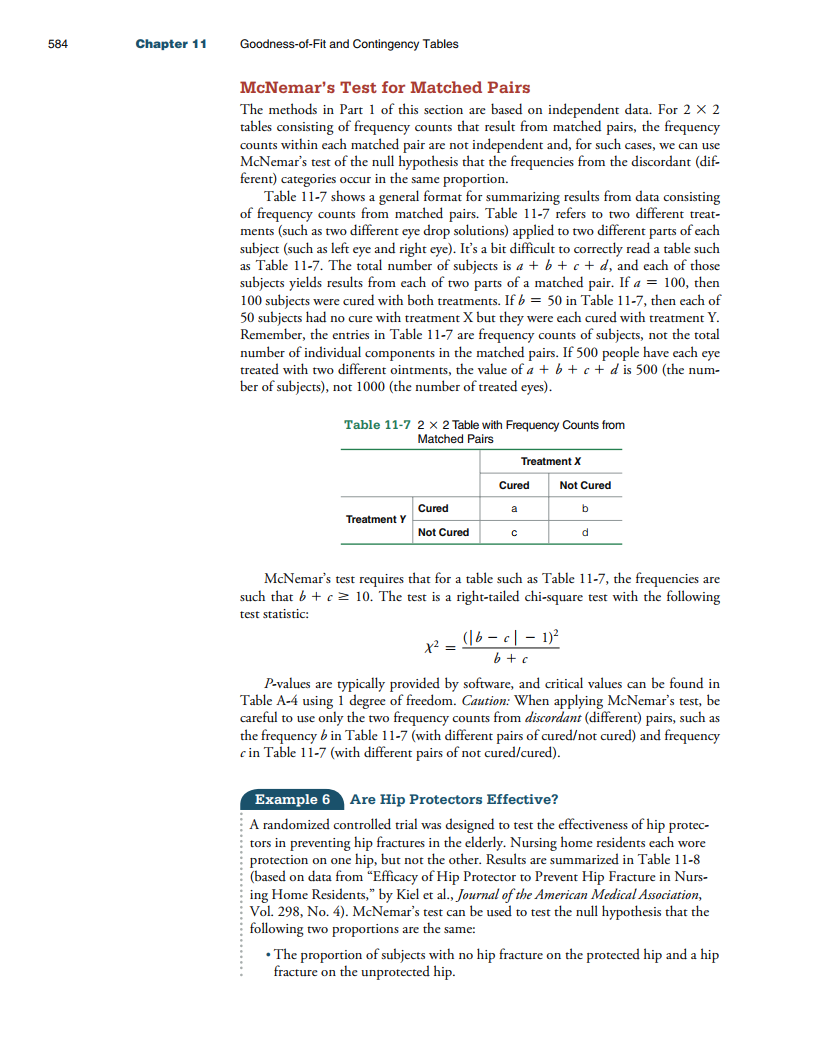 584 Chapter 11 Goodness-of-Fit and Contingency Tables
McNemar's Test for Matched Pairs
The methods in Part 1 of this section are based on independent data. For 2 × 2
tables consisting of frequency counts that result from matched pairs, the frequency
counts within each matched pair are not independent and, for such cases, we can use
McNemar's test of the null hypothesis that the frequencies from the discordant (dif-
ferent) categories occur in the same proportion.
Table 11-7 shows a general format for summarizing results from data consisting
of frequency counts from matched pairs. Table 11-7 refers to two different treat-
ments (such as two different eye drop solutions) applied to two different parts of each
subject (such as left eye and right eye). It's a bit difficult to correctly read a table such
as Table 11-7. The total number of subjects is a + b + c + d, and each of those
subjects yields results from each of two parts of a matched pair. If a = 100, then
100 subjects were cured with both treatments. If b = 50 in Table 11-7, then each of
50 subjects had no cure with treatment X but they were each cured with treatment Y.
Remember, the entries in Table 11-7 are frequency counts of subjects, not the total
number of individual components in the matched pairs. If 500 people have each eye
treated with two different ointments, the value of a + b + c + d is 500 (the num-
ber of subjects), not 1000 (the number of treated eyes).
Table 11-7 2 × 2 Table with Frequency Counts from
Matched Pairs
Treatment X
Cured Not Cured
Treatment Y
Cured a b
Not Cured c d
McNemar's test requires that for a table such as Table 11-7, the frequencies are
such that b + c ≥ 10. The test is a right-tailed chi-square test with the following
test statistic:
χ² = (|b − c| − 1)² / b + c
P-values are typically provided by software, and critical values can be found in
Table A-4 using 1 degree of freedom. Caution: When applying McNemar's test, be
careful to use only the two frequency counts from discordant (different) pairs, such as
the frequency b in Table 11-7 (with different pairs of cured/not cured) and frequency
c in Table 11-7 (with different pairs of not cured/cured).
Example 6 Are Hip Protectors Effective?
A randomized controlled trial was designed to test the effectiveness of hip protec-
tors in preventing hip fractures in the elderly. Nursing home residents each wore
protection on one hip, but not the other. Results are summarized in Table 11-8
(based on data from "Efficacy of Hip Protector to Prevent Hip Fracture in Nurs-
ing Home Residents," by Kiel et al., Journal of the American Medical Association,
Vol. 298, No. 4). McNemar's test can be used to test the null hypothesis that the
following two proportions are the same:
• The proportion of subjects with no hip fracture on the protected hip and a hip
fracture on the unprotected hip.